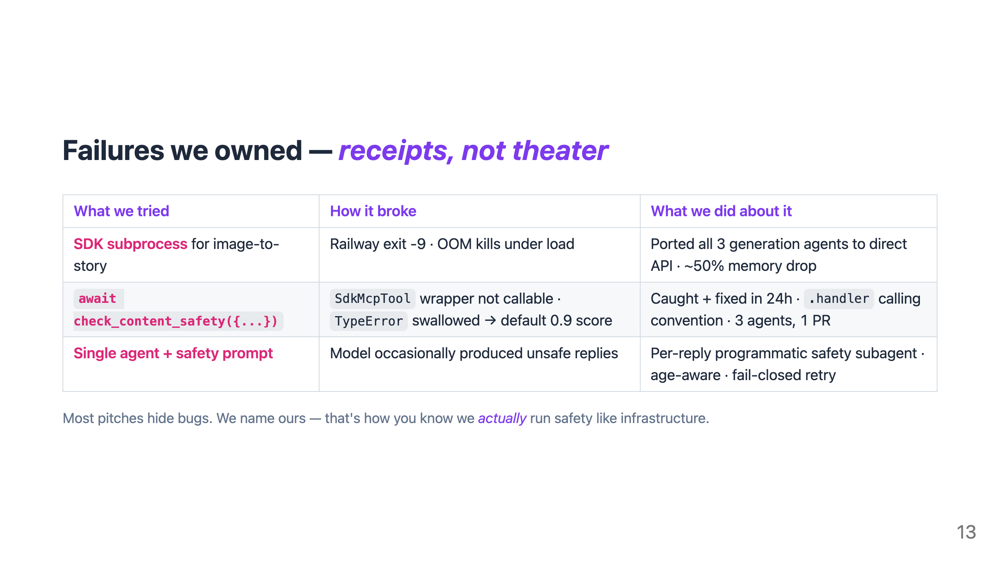 Failures we owned — receipts, not theater
What we tried
How it broke
What we did about it
SDK subprocess for image-to-
story
Railway exit -9 · OOM kills under load
Ported all 3 generation agents to direct
API · ~50% memory drop
await
check_content_safety({...})
SdkMcpTool wrapper not callable ·
TypeError swallowed → default 0.9 score
Caught + fixed in 24h · .handler calling
convention · 3 agents, 1 PR
Single agent + safety prompt
Model occasionally produced unsafe replies
Per-reply programmatic safety subagent ·
age-aware · fail-closed retry
Most pitches hide bugs. We name ours — that's how you know we actually run safety like infrastructure.
13